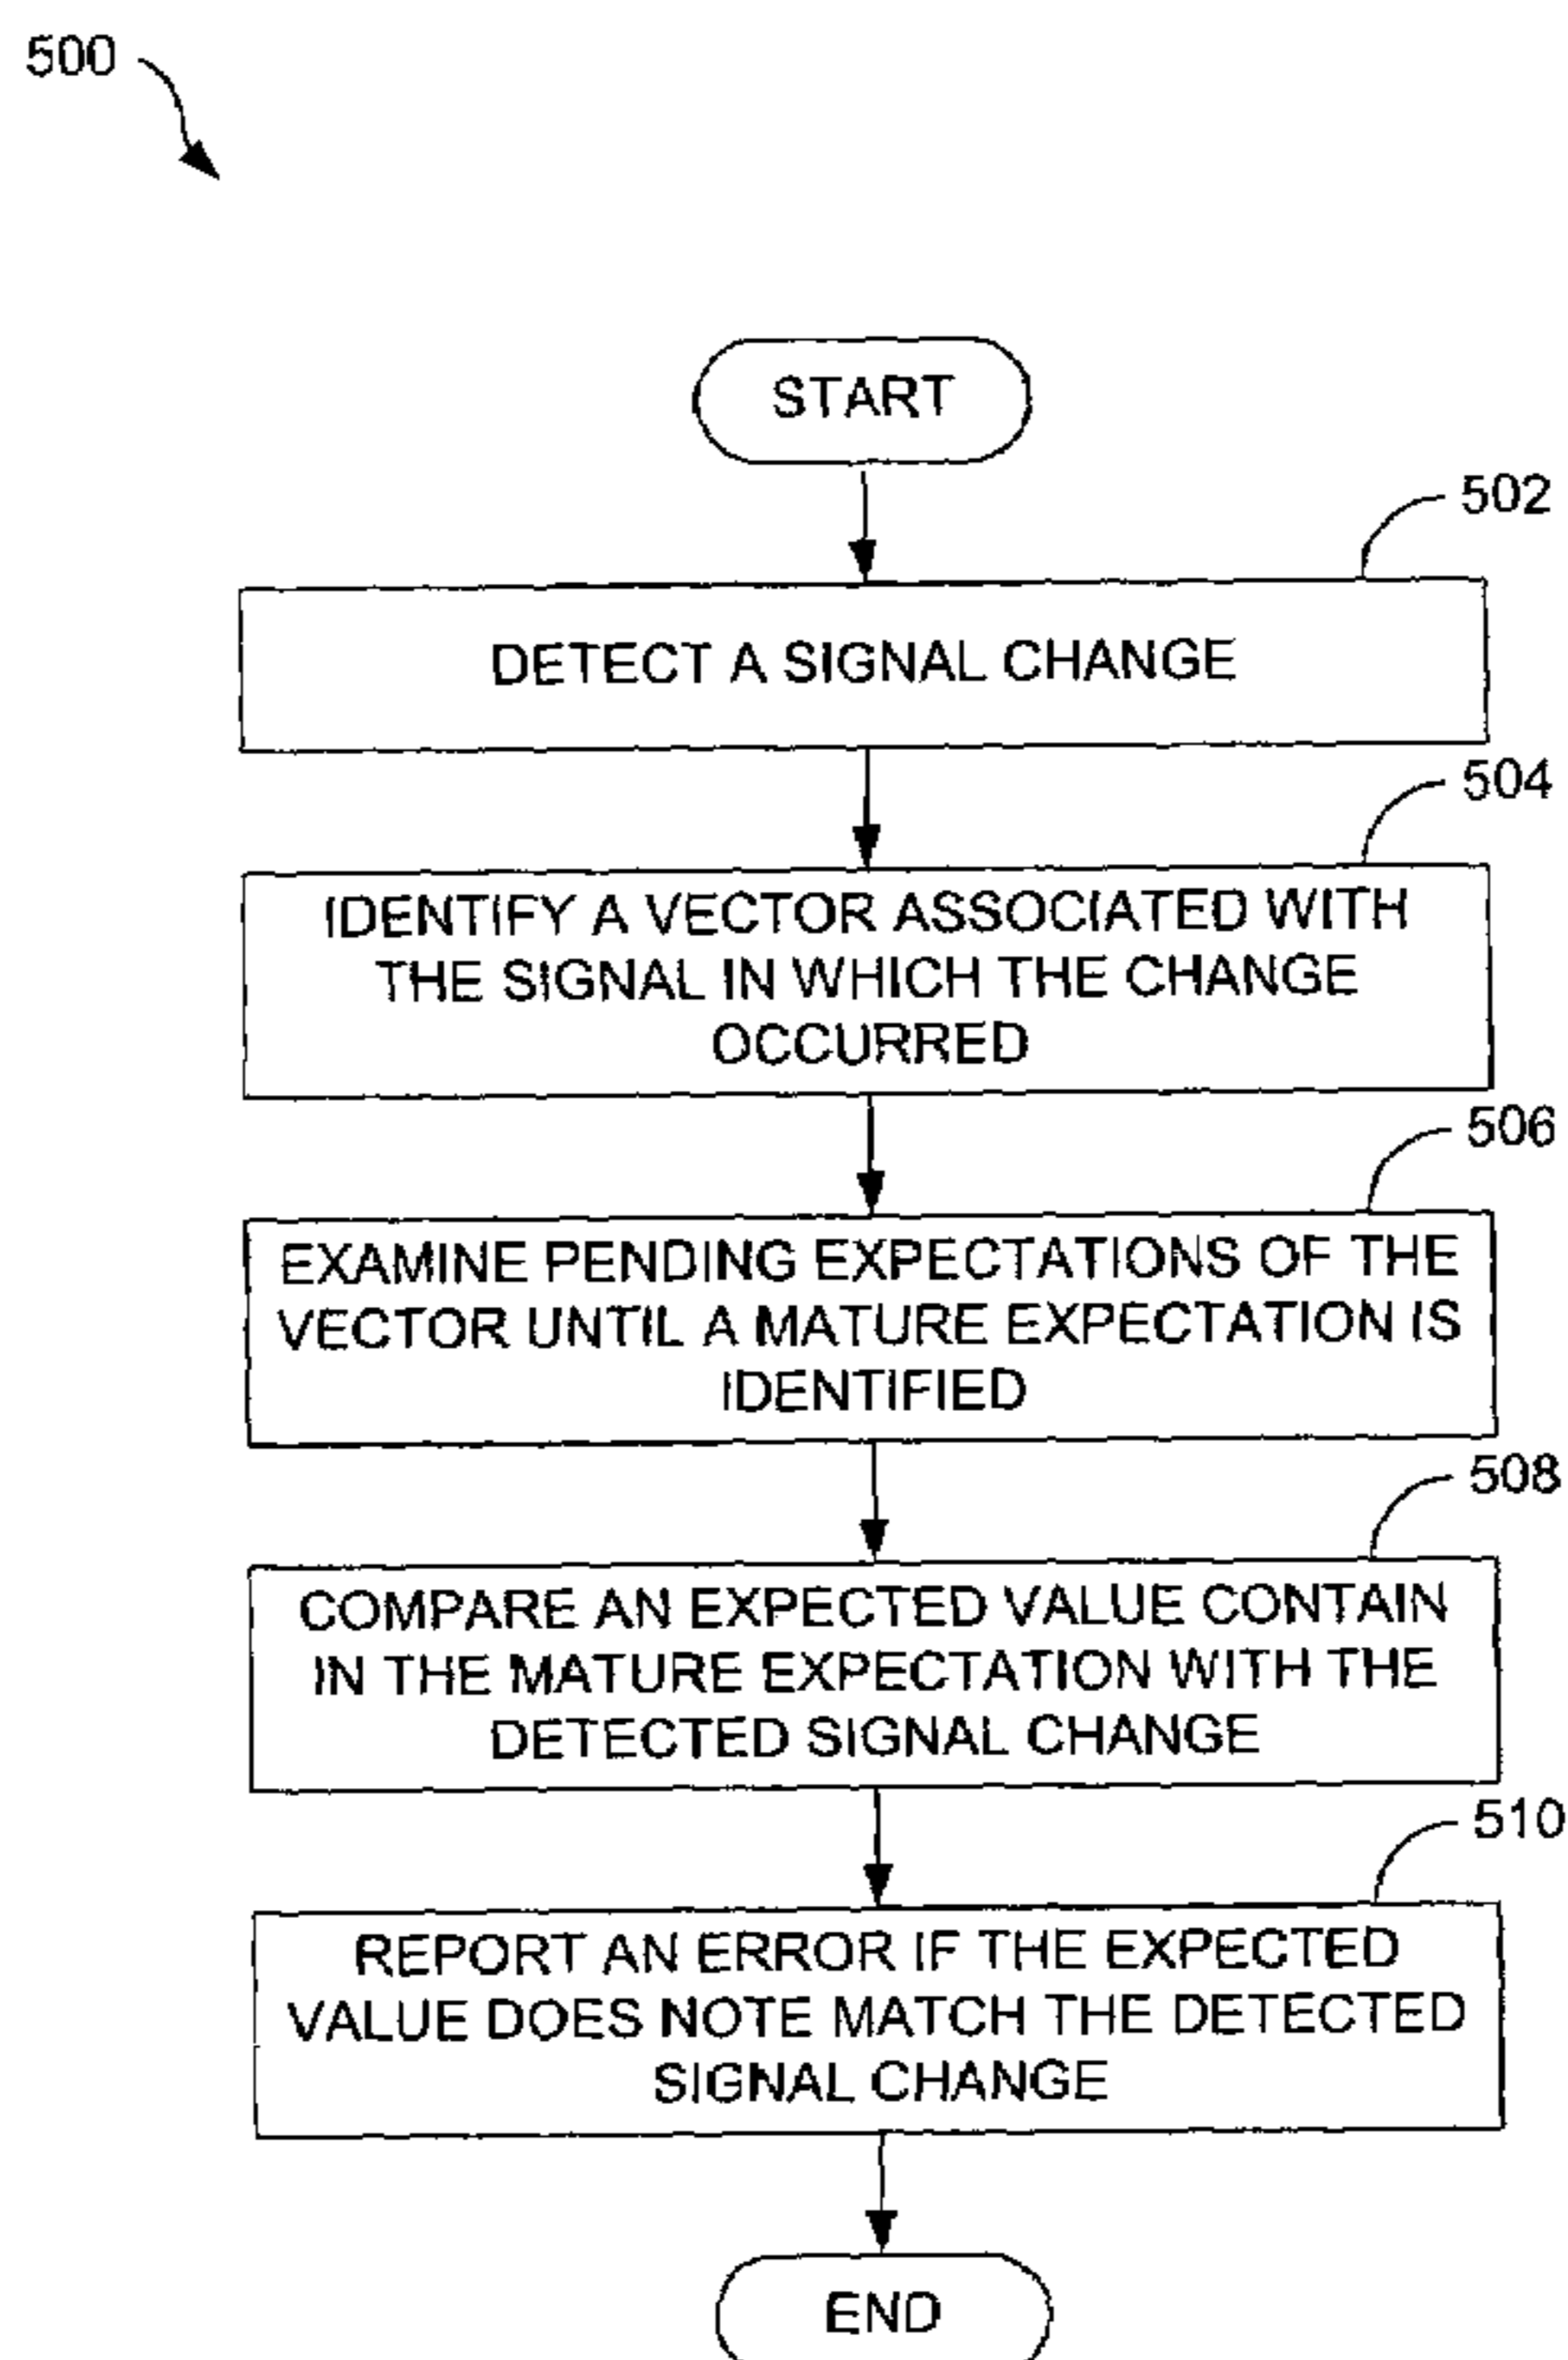 500
START
502
DETECT A SIGNAL CHANGE
504
IDENTIFY A VECTOR ASSOCIATED WITH
THE SIGNAL IN WHICH THE CHANGE
OCCURRED
506
EXAMINE PENDING EXPECTATIONS OF THE
VECTOR UNTIL A MATURE EXPECTATION IS
IDENTIFIED
508
COMPARE AN EXPECTED VALUE CONTAIN
IN THE MATURE EXPECTATION WITH THE
DETECTED SIGNAL CHANGE
510
REPORT AN ERROR IF THE EXPECTED
VALUE DOES NOTE MATCH THE DETECTED
SIGNAL CHANGE
END